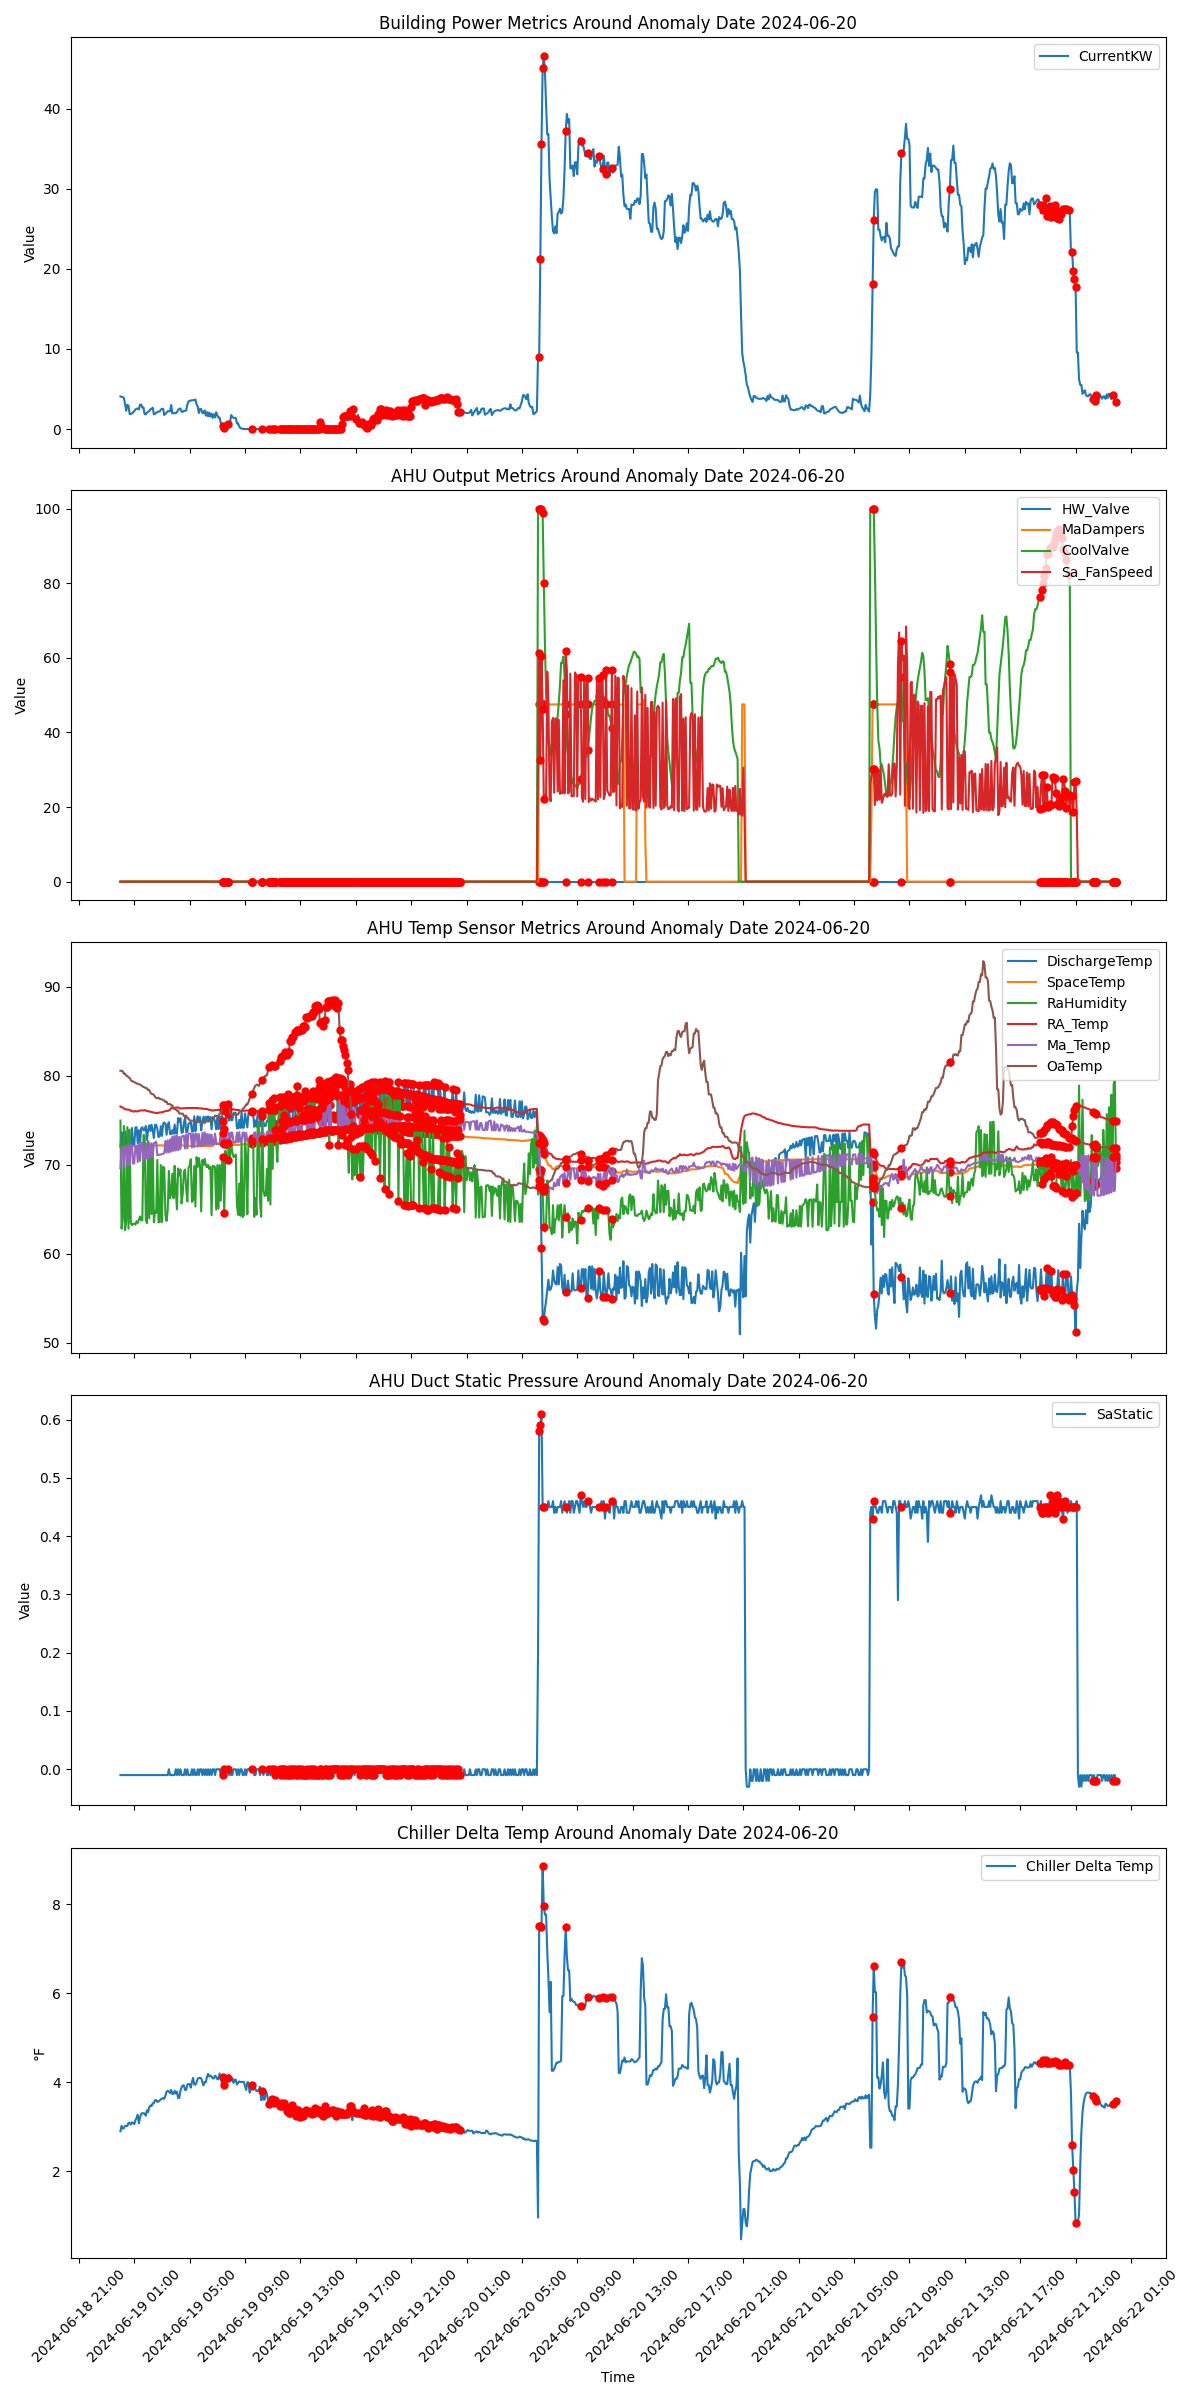 Building Power Metrics Around Anomaly Date 2024-06-20
CurrentKW
40
30
20
10
0
Value
AHU Output Metrics Around Anomaly Date 2024-06-20
HW_Valve
MaDampers
CoolValve
Sa_FanSpeed
100
80
60
40
20
0
Value
AHU Temp Sensor Metrics Around Anomaly Date 2024-06-20
DischargeTemp
SpaceTemp
RaHumidity
RA_Temp
Ma_Temp
OaTemp
90
80
70
60
50
Value
AHU Duct Static Pressure Around Anomaly Date 2024-06-20
SaStatic
0.6
0.5
0.4
0.3
0.2
0.1
0.0
Value
Chiller Delta Temp Around Anomaly Date 2024-06-20
Chiller Delta Temp
8
6
4
2
°F
2024-06-18 21:00
2024-06-19 01:00
2024-06-19 05:00
2024-06-19 09:00
2024-06-19 13:00
2024-06-19 17:00
2024-06-19 21:00
2024-06-20 01:00
2024-06-20 05:00
2024-06-20 09:00
2024-06-20 13:00
2024-06-20 17:00
2024-06-20 21:00
2024-06-21 01:00
2024-06-21 05:00
2024-06-21 09:00
2024-06-21 13:00
2024-06-21 17:00
2024-06-21 21:00
2024-06-22 01:00
Time